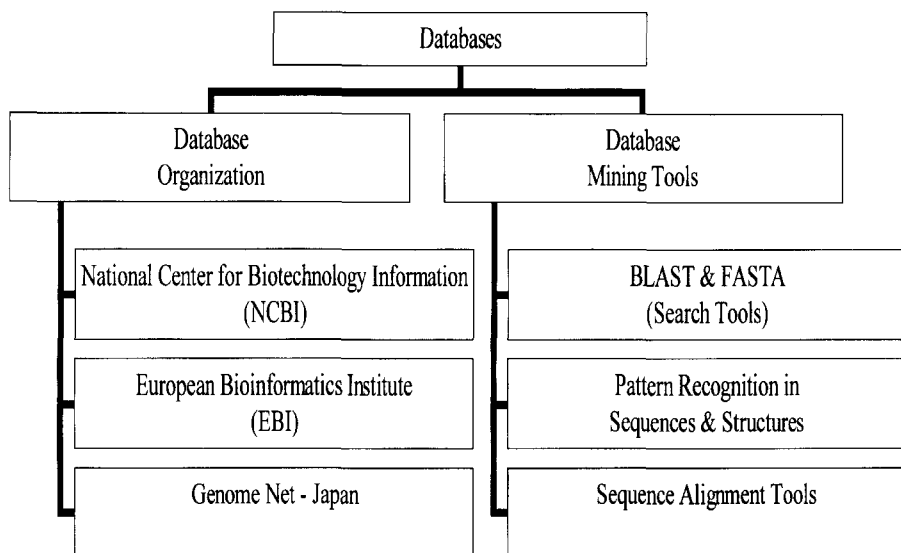 Databases
Database
Organization
Database
Mining Tools
National Center for Biotechnology Information
(NCBI)
BLAST & FASTA
(Search Tools)
European Bioinformatics Institute
(EBI)
Pattern Recognition in
Sequences & Structures
Genome Net - Japan
Sequence Alignment Tools